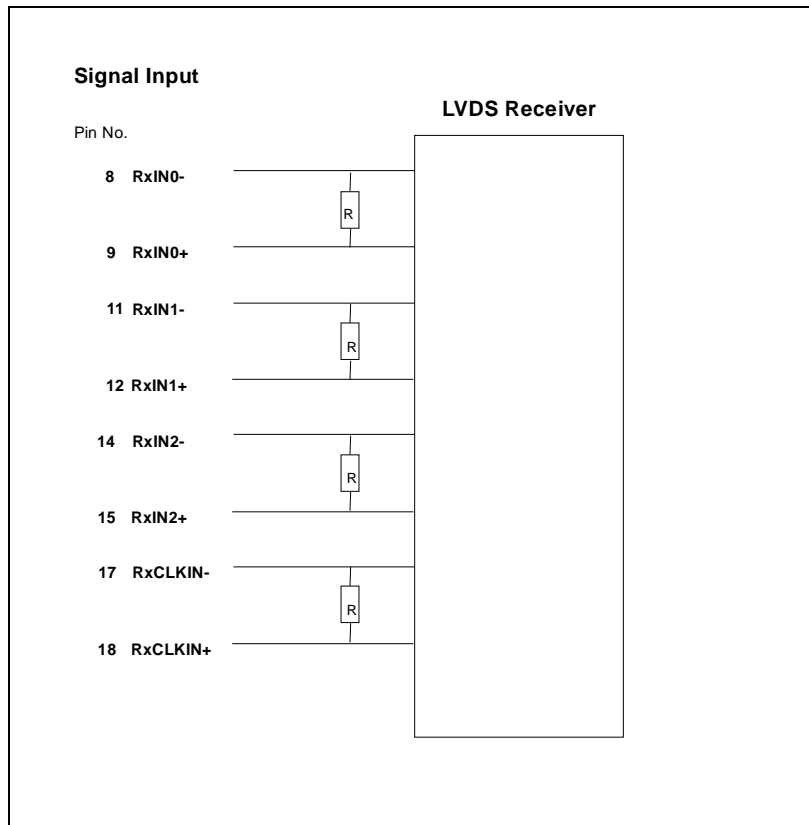 Signal Input
LVDS Receiver
Pin No.
8 RxIN0-
R
9 RxIN0+
11 RxIN1-
R
12 RxIN1+
14 RxIN2-
R
15 RxIN2+
17 RxCLKIN-
R
18 RxCLKIN+